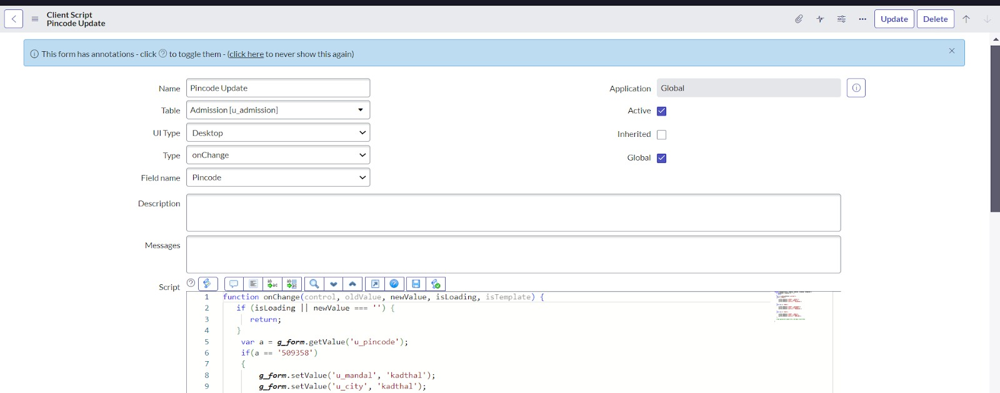 Client Script
Pincode Update
Update
Delete
This form has annotations - click ? to toggle them - (click here to never show this again)
Name Pincode Update
Application Global
Table Admission [u_admission]
Active
UI Type Desktop
Inherited
Type onChange
Global
Field name Pincode
Description
Messages
Script
1 function onChange(control, oldValue, newValue, isLoading, isTemplate) {
2 if (isLoading || newValue === '') {
3 return;
4 }
5 var a = g_form.getValue('u_pincode');
6 if(a == '509358')
7 {
8 g_form.setValue('u_mandal', 'kadthal');
9 g_form.setValue('u_city', 'kadthal');